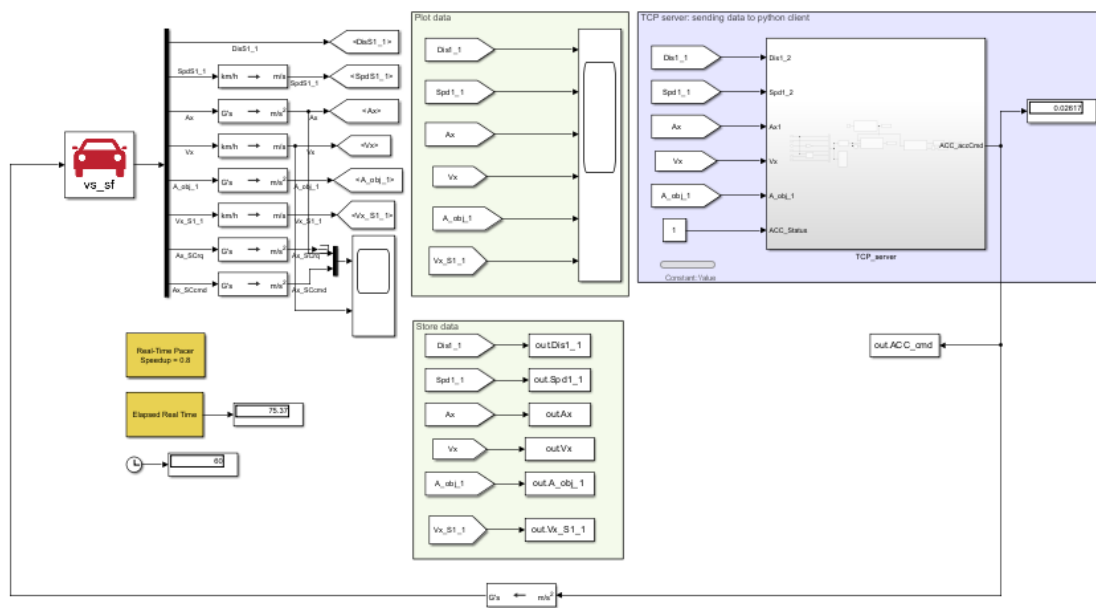 Plot data
TCP server: sending data to python client
DisS1_1
<DisS1_1>
SpdS1_1
km/h → m/s
SpdS1_1
<SpdS1_1>
Ax
G's → m/s²
Ax
<Ax>
Vx
km/h → m/s
Vx
<Vx>
A_obj_1
G's → m/s²
A_obj_1
<A_obj_1>
Vx_S1_1
km/h → m/s
Vx_S1_1
<Vx_S1_1>
Ax_SCrq
G's → m/s²
Ax_SCrq
Ax_SCcmd
G's → m/s²
Ax_SCcmd
vs_sf
Dis1_1
Spd1_1
Ax
Vx
A_obj_1
Vx_S1_1
Dis1_1
Spd1_1
Ax
Vx
A_obj_1
1
Constant:Value
Dis1_2
Spd1_2
Ax1
Vx
A_obj_1
ACC_Status
ACC_accCmd
TCP_server
0.02617
out.ACC_cmd
Real-Time Pacer
Speedup = 0.8
Elapsed Real Time
75.37
60
Store data
Dis1_1
out.Dis1_1
Spd1_1
out.Spd1_1
Ax
out.Ax
Vx
out.Vx
A_obj_1
out.A_obj_1
Vx_S1_1
out.Vx_S1_1
G's ← m/s²